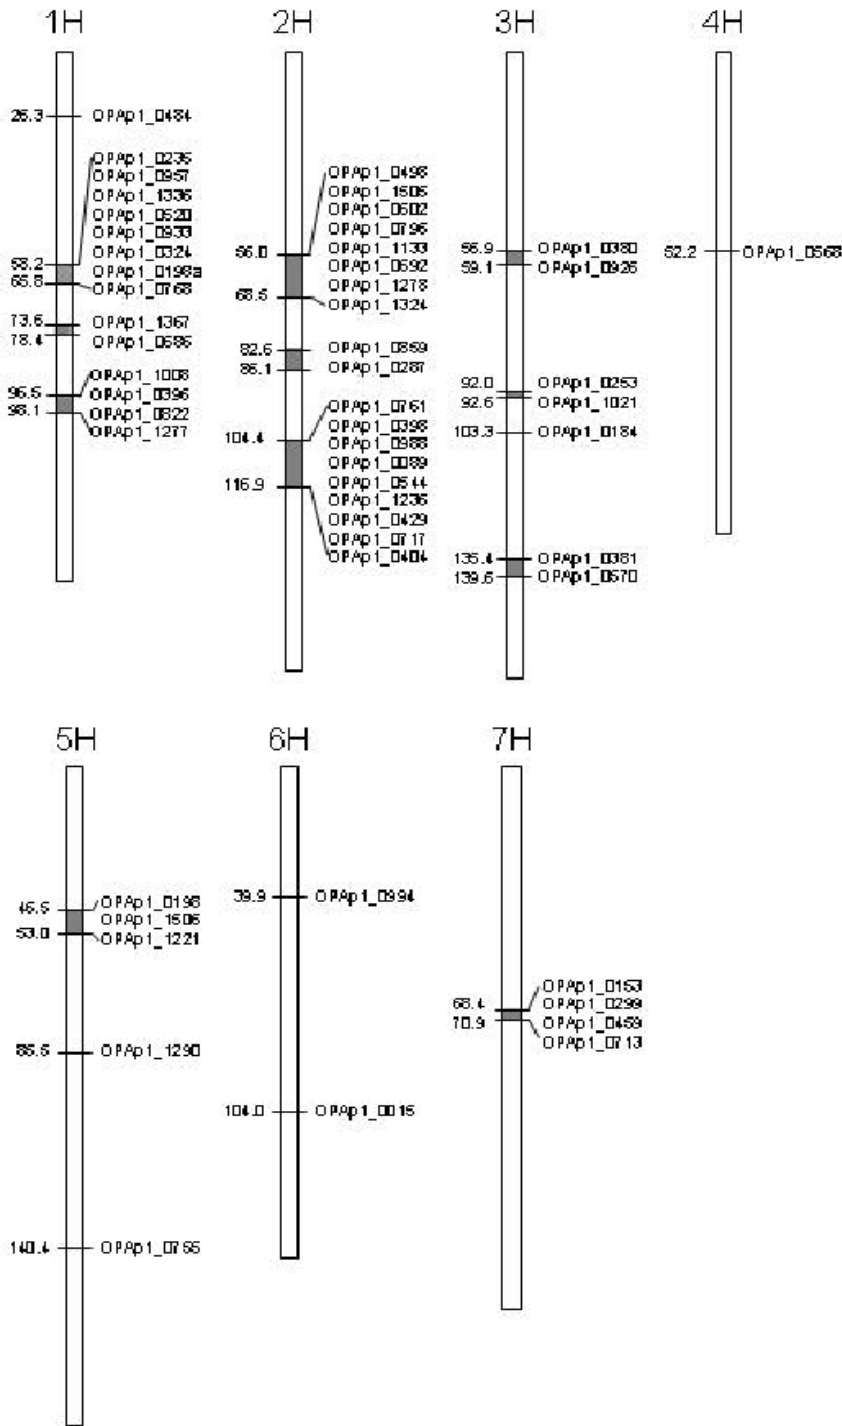 1H
26.3 OPAp1_0484
OPAp1_0235
OPAp1_0957
OPAp1_1336
OPAp1_0520
OPAp1_0933
OPAp1_0324
58.2 OPAp1_0198a
65.8 OPAp1_0768
73.6 OPAp1_1367
78.4 OPAp1_0686
OPAp1_1008
96.5 OPAp1_0396
98.1 OPAp1_0822
OPAp1_1277
2H
OPAp1_0498
OPAp1_1505
OPAp1_0602
OPAp1_0796
56.0 OPAp1_1133
OPAp1_0592
OPAp1_1278
68.5 OPAp1_1324
82.6 OPAp1_0859
86.1 OPAp1_0287
OPAp1_0761
OPAp1_0398
104.4 OPAp1_0988
OPAp1_0089
116.9 OPAp1_0544
OPAp1_1236
OPAp1_0429
OPAp1_0717
OPAp1_0404
3H
56.9 OPAp1_0380
59.1 OPAp1_0926
92.0 OPAp1_0253
92.6 OPAp1_1021
103.3 OPAp1_0184
135.4 OPAp1_0381
139.6 OPAp1_0570
4H
52.2 OPAp1_0568
5H
46.5 OPAp1_0198
OPAp1_1506
53.0 OPAp1_1221
OPAp1_1290
140.4 OPAp1_0755
6H
39.9 OPAp1_0994
104.0 OPAp1_0015
7H
OPAp1_0153
68.4 OPAp1_0299
70.9 OPAp1_0459
OPAp1_0713